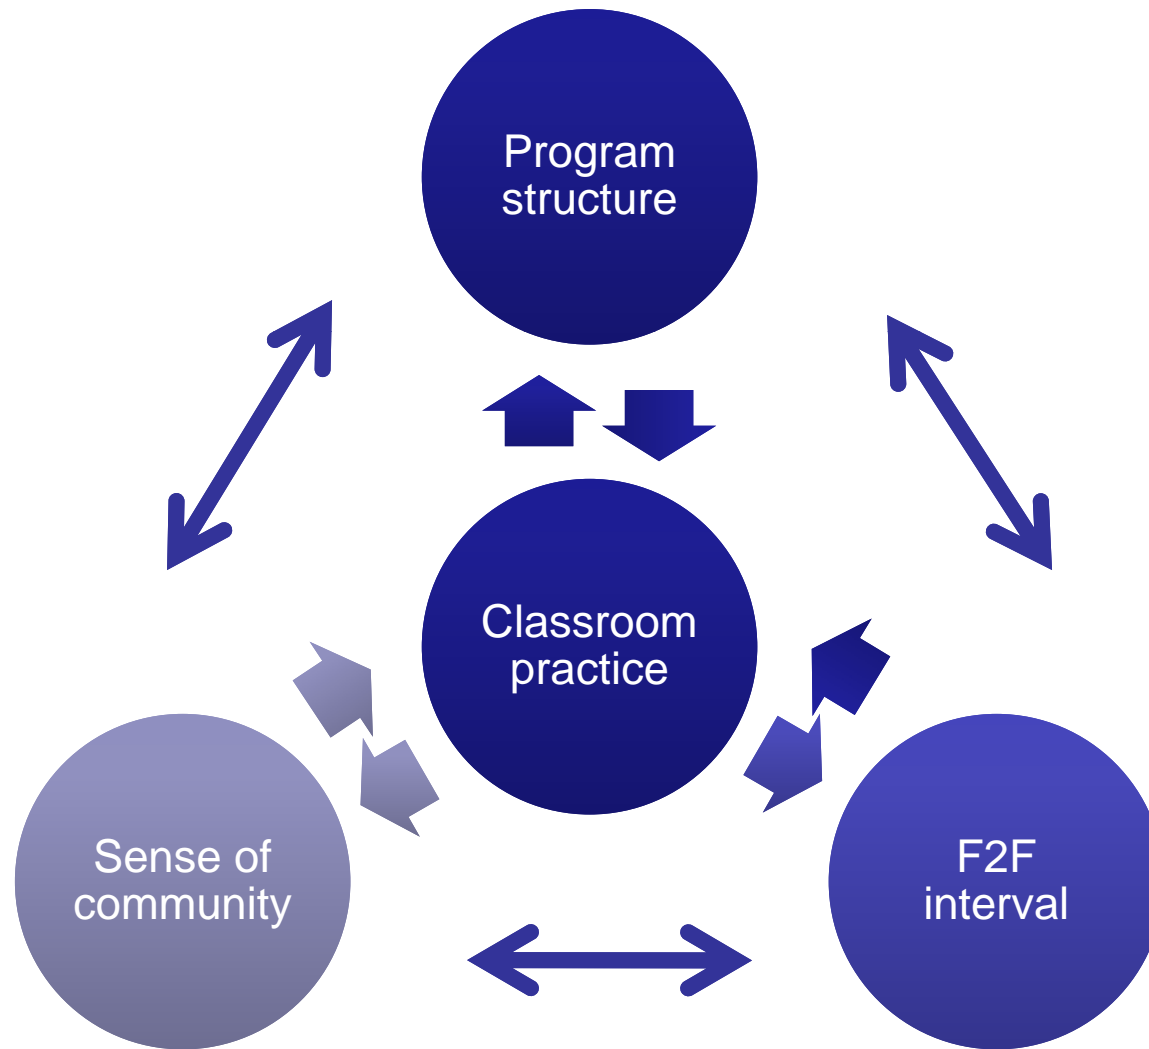 Program
structure
Classroom
practice
Sense of
community
F2F
interval